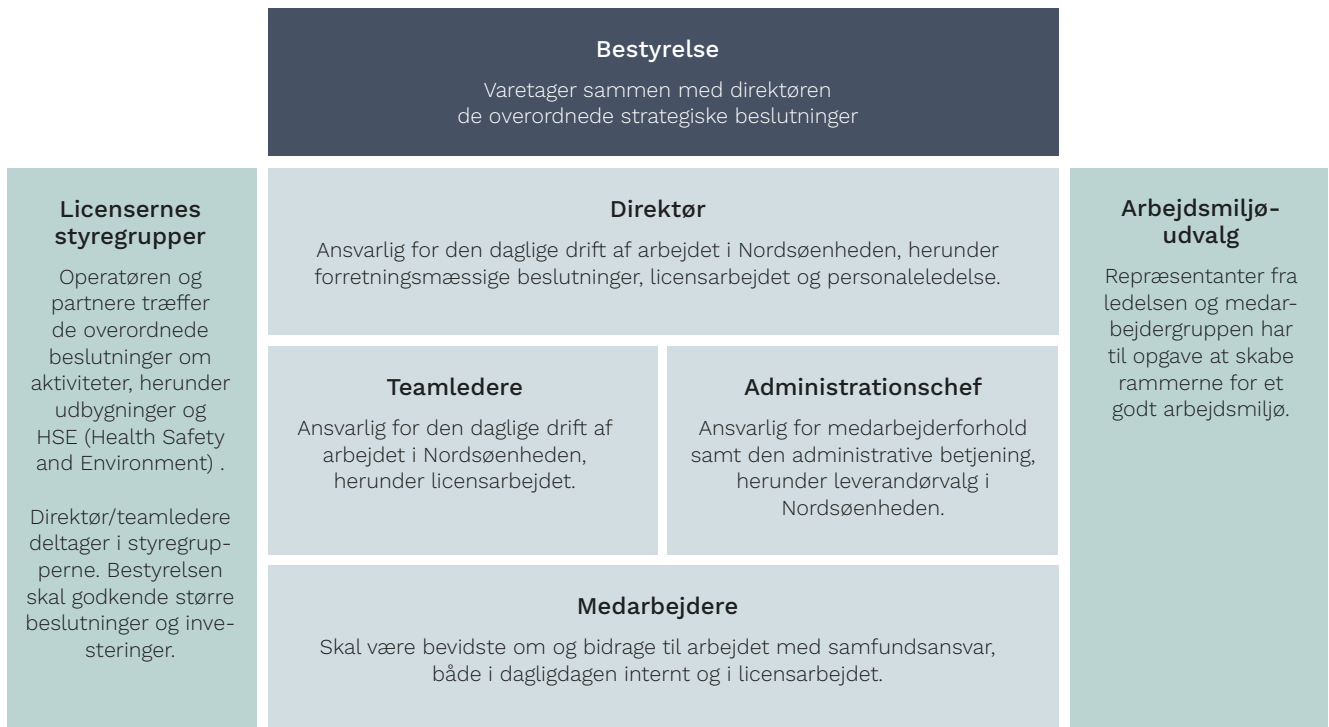 Bestyrelse
Varetager sammen med direktøren
de overordnede strategiske beslutninger
Licensernes
styregrupper
Operatøren og
partnere træffer
de overordnede
beslutninger om
aktiviteter, herunder
udbygninger og
HSE (Health Safety
and Environment) .
Direktør/teamledere
deltager i styregrup-
perne. Bestyrelsen
skal godkende større
beslutninger og inve-
steringer.
Direktør
Ansvarlig for den daglige drift af arbejdet i Nordsøenheden, herunder
forretningsmæssige beslutninger, licensarbejdet og personaleledelse.
Teamledere
Ansvarlig for den daglige drift af
arbejdet i Nordsøenheden,
herunder licensarbejdet.
Administrationschef
Ansvarlig for medarbejderforhold
samt den administrative betjening,
herunder leverandørvalg i
Nordsøenheden.
Medarbejdere
Skal være bevidste om og bidrage til arbejdet med samfundsansvar,
både i dagligdagen internt og i licensarbejdet.
Arbejdsmiljø-
udvalg
Repræsentanter fra
ledelsen og medar-
bejdergruppen har
til opgave at skabe
rammerne for et
godt arbejdsmiljø.